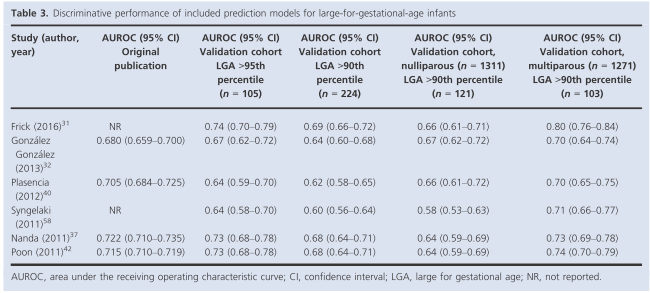 Table 3. Discriminative performance of included prediction models for large-for-gestational-age infants
Study (author, year) AUROC (95% CI) Original publication AUROC (95% CI) Validation cohort LGA >95th percentile (n = 105) AUROC (95% CI) Validation cohort LGA >90th percentile (n = 224) AUROC (95% CI) Validation cohort, nulliparous (n = 1311) LGA >90th percentile (n = 121) AUROC (95% CI) Validation cohort, multiparous (n = 1271) LGA >90th percentile (n = 103)
Frick (2016)31 NR 0.74 (0.70–0.79) 0.69 (0.66–0.72) 0.66 (0.61–0.71) 0.80 (0.76–0.84)
González González (2013)32 0.680 (0.659–0.700) 0.67 (0.62–0.72) 0.64 (0.60–0.68) 0.67 (0.62–0.72) 0.70 (0.64–0.74)
Plasencia (2012)40 0.705 (0.684–0.725) 0.64 (0.59–0.70) 0.62 (0.58–0.65) 0.66 (0.61–0.72) 0.70 (0.65–0.75)
Syngelaki (2011)58 NR 0.64 (0.58–0.70) 0.60 (0.56–0.64) 0.58 (0.53–0.63) 0.71 (0.66–0.77)
Nanda (2011)37 0.722 (0.710–0.735) 0.73 (0.68–0.78) 0.68 (0.64–0.71) 0.64 (0.59–0.69) 0.73 (0.69–0.78)
Poon (2011)42 0.715 (0.710–0.719) 0.73 (0.68–0.78) 0.68 (0.64–0.71) 0.64 (0.59–0.69) 0.74 (0.70–0.79)
AUROC, area under the receiving operating characteristic curve; CI, confidence interval; LGA, large for gestational age; NR, not reported.